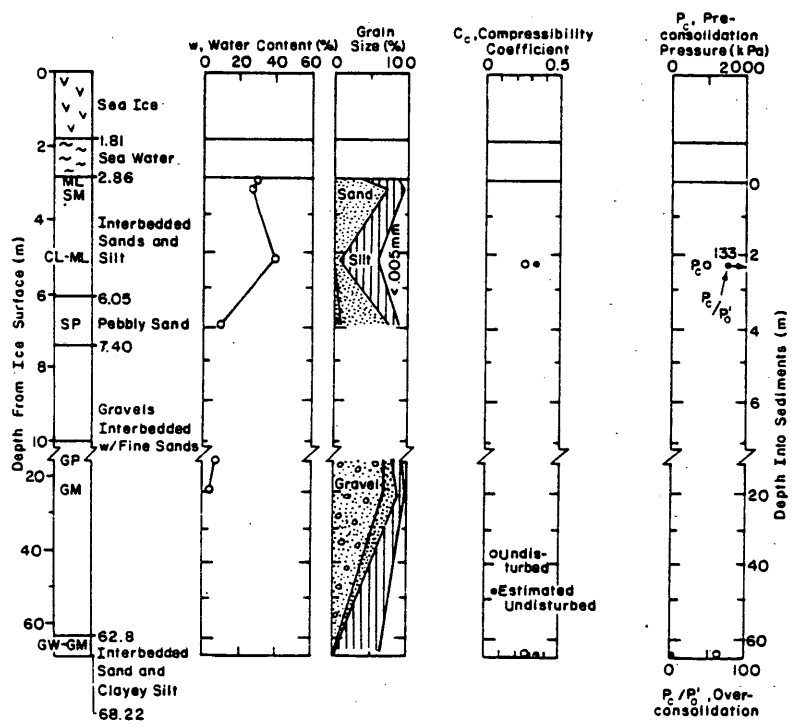 w, Water Content (%)
0 20 40 60
Grain
Size (%)
0 100
Cc, Compressibility
Coefficient
0 0.5
Pc, Pre-
consolidation
Pressure (kPa)
0 2000
Depth From Ice Surface (m)
0
2
4
6
8
10
20
40
60
Sea Ice
1.81
Sea Water
2.86
ML
SM
Interbedded
Sands and
Silt
CL-ML
6.05
SP
Pebbly Sand
7.40
Gravels
Interbedded
w/Fine Sands
GP
GM
62.8
GW-GM
Interbedded
Sand and
Clayey Silt
68.22
Sand
Silt
<.005mm
Gravel
Undis-
turbed
Estimated
Undisturbed
133
Pc
Pc/P'o
0
2
4
6
20
40
60
Depth Into Sediments (m)
0 100
Pc/P'o, Over-
consolidation